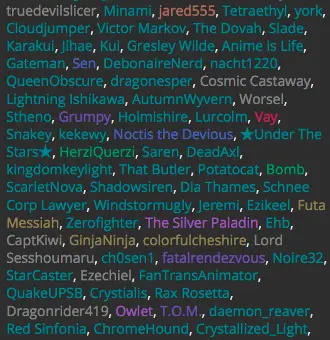 truedevilslicer, Minami, jared555, Tetraethyl, york,
Cloudjumper, Victor Markov, The Dovah, Slade,
Karakui, Jihae, Kui, Gresley Wilde, Anime is Life,
Gateman, Sev, DebonaireNerd, nacht1220,
QueenObscure, dragonesper, Cosmic Castaway,
Lightning Ishikawa, AutumnWyvern, Worsel,
Stheno, Grumpy, Holmishire, Lurcolm, Vay,
Snakey, kekewy, Noctis the Devious, ★Under The
Stars★, HerziQuerzi, Saren, DeadAxl,
kingdomkeylight, That Butler, Potatocat, Bomb,
ScarletNova, Shadowsiren, Dia Thames, Schnee
Corp Lawyer, Windstormugly, Jeremi, Ezikeel, Futa
Messiah, Zerofighter, The Silver Paladin, Ehb,
CaptKiwi, GinjaNinja, colorfulcheshire, Lord
Sesshoumaru, ch0sen1, fatalrendezvous, Noire32,
StarCaster, Ezechiel, FanTransAnimator,
QuakeUPSB, Crystialis, Rax Rosetta,
Dragonrider419, Owlet, T.O.M., daemon_reaver,
Red Sinfonia, ChromeHound, Crystallized_Light,